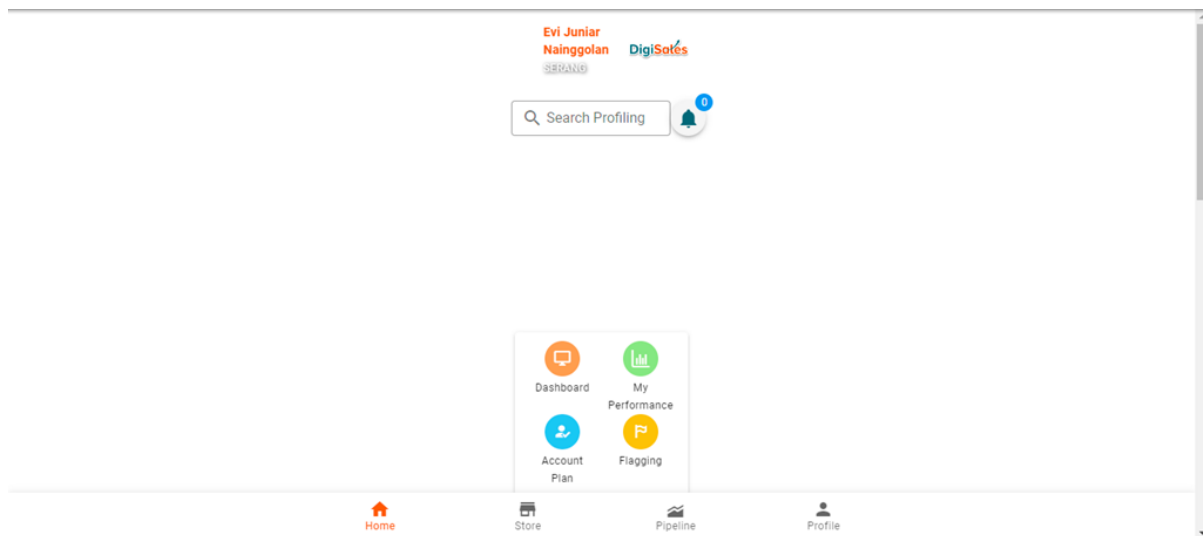 Evi Juniar
Nainggolan
DigiSales
SERANG
Search Profiling
0
Dashboard
My
Performance
Account
Plan
Flagging
Home
Store
Pipeline
Profile